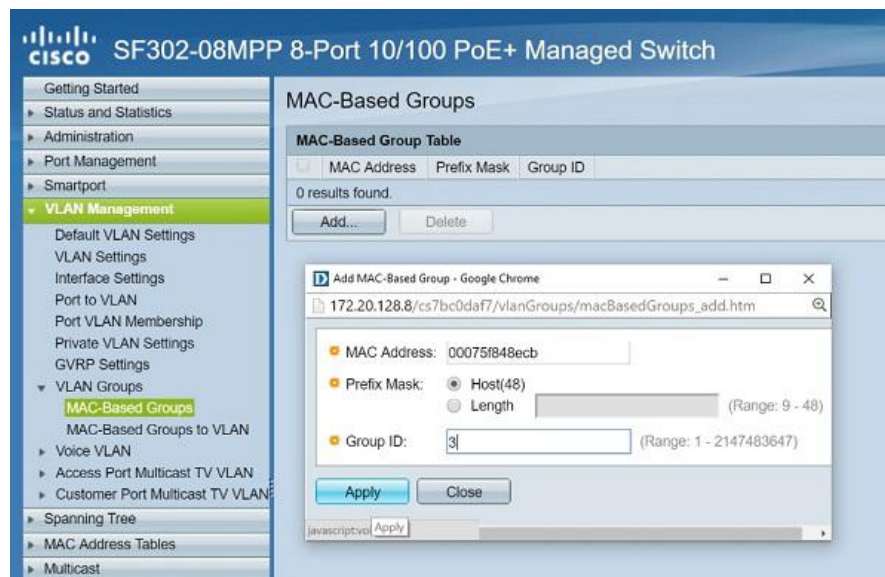 cisco SF302-08MPP 8-Port 10/100 PoE+ Managed Switch
Getting Started
Status and Statistics
Administration
Port Management
Smartport
VLAN Management
Default VLAN Settings
VLAN Settings
Interface Settings
Port to VLAN
Port VLAN Membership
Private VLAN Settings
GVRP Settings
VLAN Groups
MAC-Based Groups
MAC-Based Groups to VLAN
Voice VLAN
Access Port Multicast TV VLAN
Customer Port Multicast TV VLAN
Spanning Tree
MAC Address Tables
Multicast
MAC-Based Groups
MAC-Based Group Table
MAC Address Prefix Mask Group ID
0 results found.
Add... Delete
Add MAC-Based Group - Google Chrome
172.20.128.8/cs7bc0daf7/vlanGroups/macBasedGroups_add.htm
MAC Address: 00075f848ecb
Prefix Mask: Host(48)
Length (Range: 9 - 48)
Group ID: 3 (Range: 1 - 2147483647)
Apply Close
javascript:voi Apply